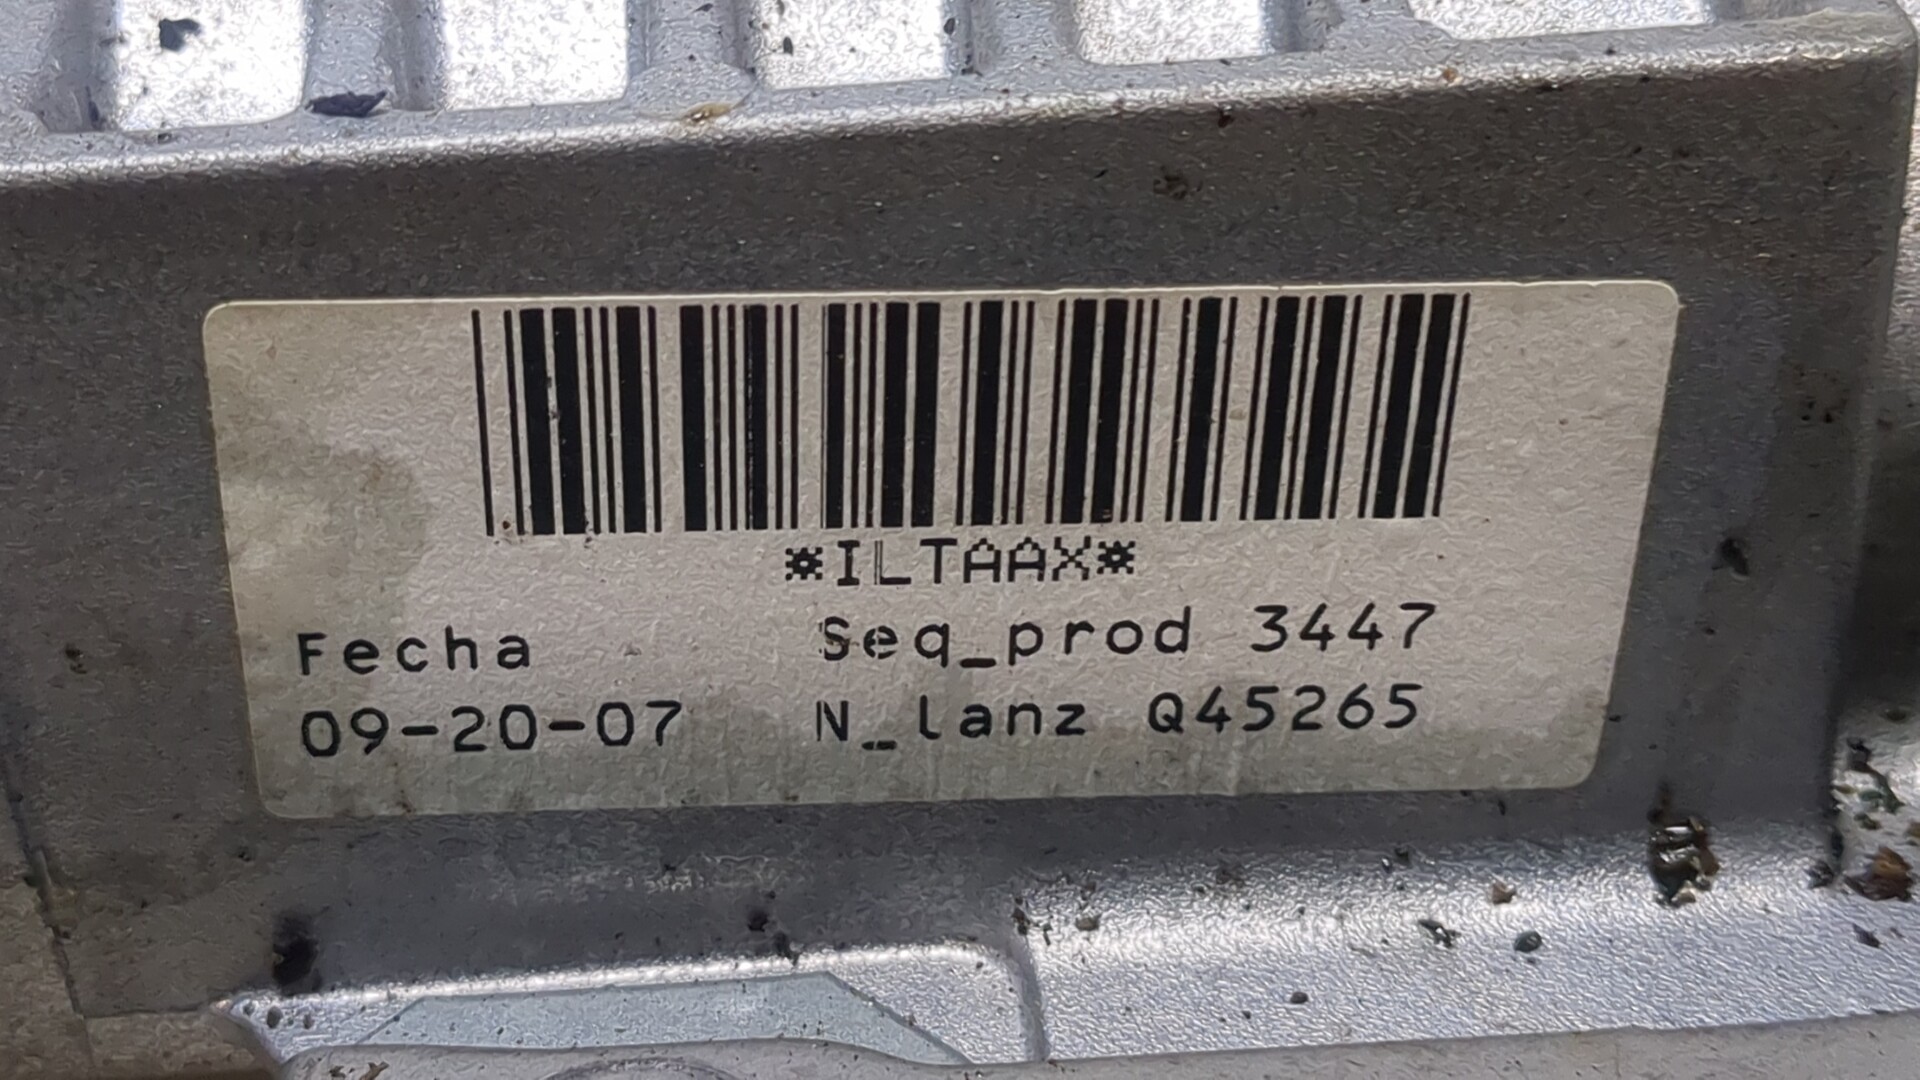 *ILTAAX*
Fecha Seq_prod 3447
09-20-07 N_lanz Q45265